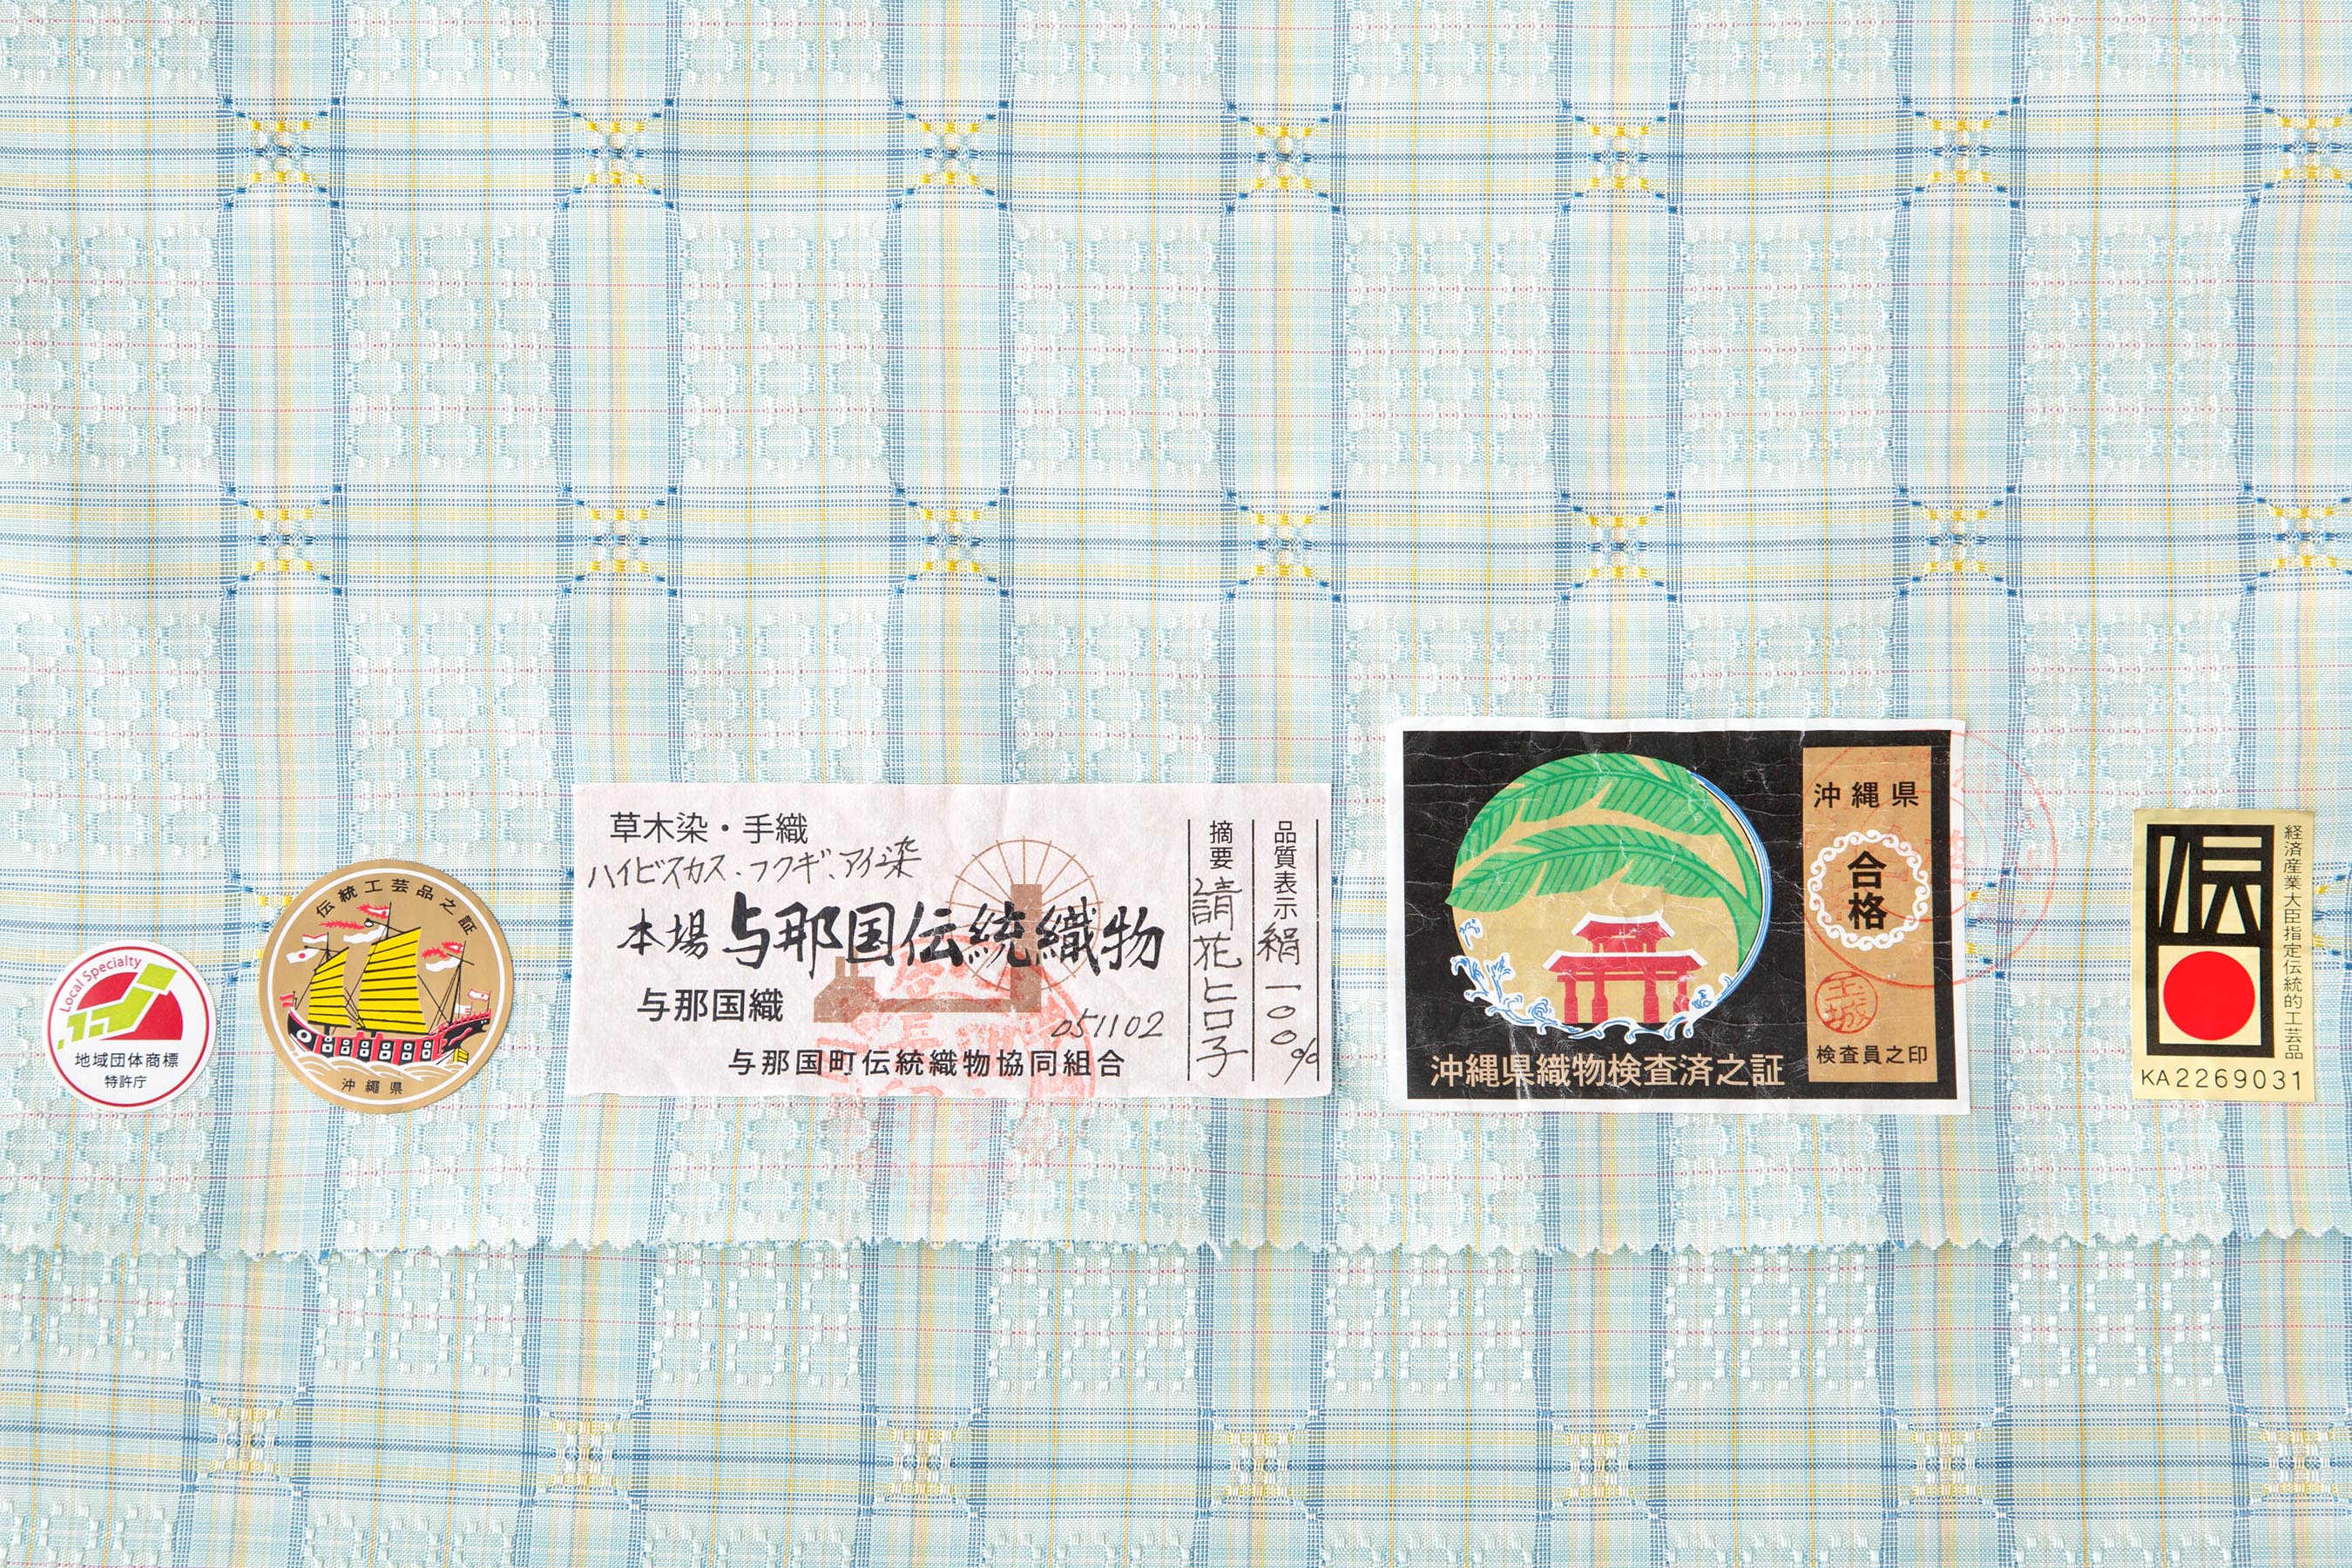 Local Specialty
地域団体商標
特許庁
伝統工芸品之証
沖縄県
草木染・手織
ハイビスカス、フクギ、アイ染
本場 与那国伝統織物
与那国織
051102
与那国町伝統織物協同組合
摘要 請花ヒロ子
品質表示 絹一〇〇%
沖縄県
合格
玉城
検査員之印
沖縄県織物検査済之証
伝
経済産業大臣指定伝統的工芸品
KA2269031